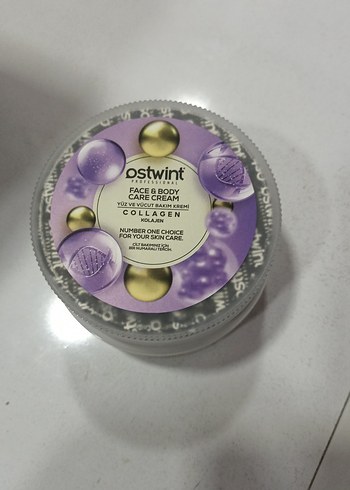 ostwint
PROFESSIONAL
FACE & BODY
CARE CREAM
YÜZ VE VÜCUT BAKIM KREMİ
COLLAGEN
KOLAJEN
NUMBER ONE CHOICE
FOR YOUR SKIN CARE.
CİLT BAKIMINIZ İÇİN
BİR NUMARALI TERCİH.